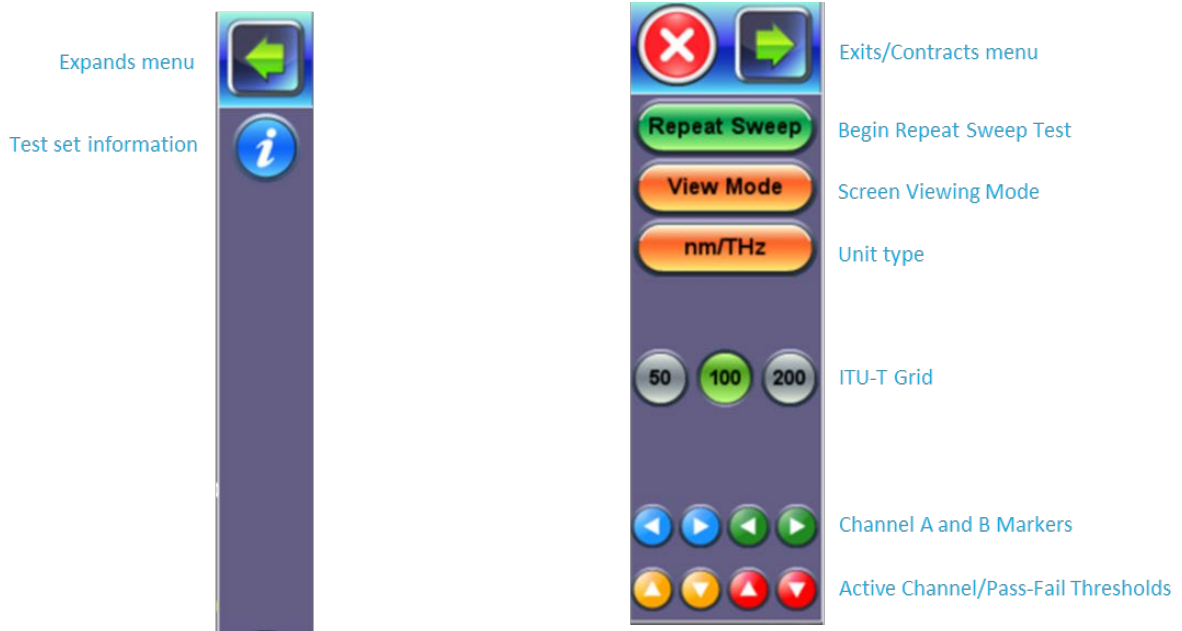 Expands menu
Test set information
i
Exits/Contracts menu
Repeat Sweep
Begin Repeat Sweep Test
View Mode
Screen Viewing Mode
nm/THz
Unit type
50 100 200
ITU-T Grid
Channel A and B Markers
Active Channel/Pass-Fail Thresholds